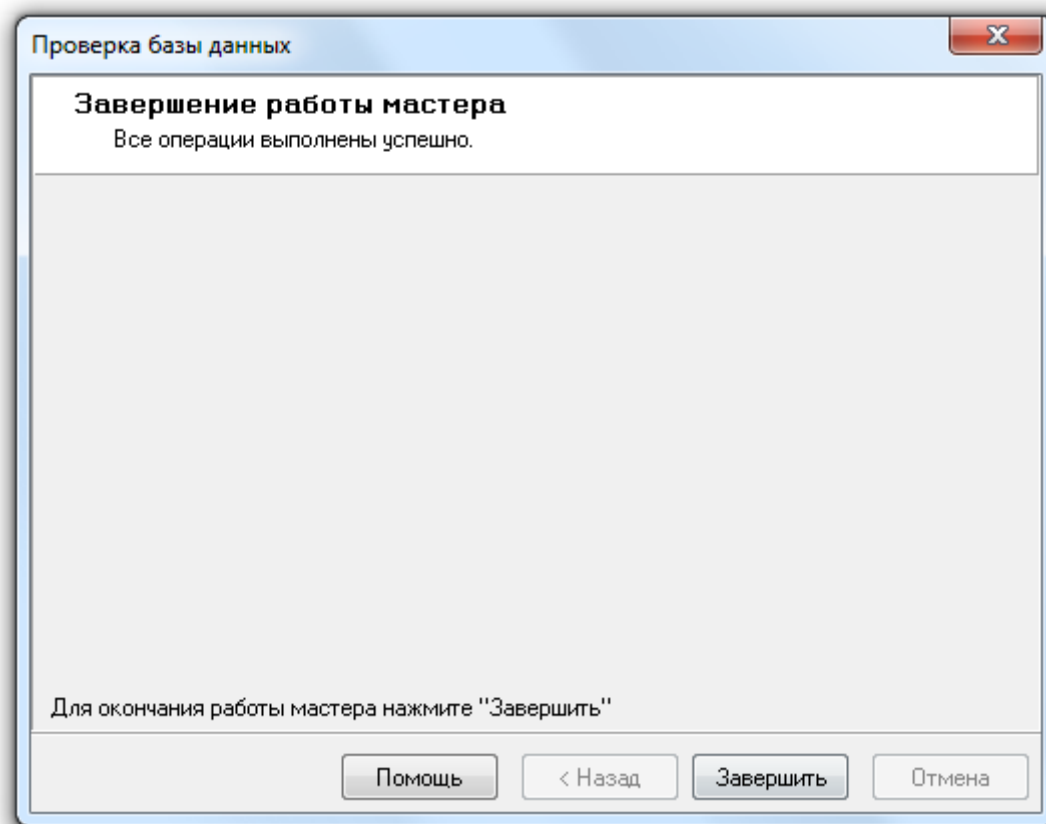 Проверка базы данных
Завершение работы мастера
Все операции выполнены успешно.
Для окончания работы мастера нажмите "Завершить"
Помощь
< Назад
Завершить
Отмена